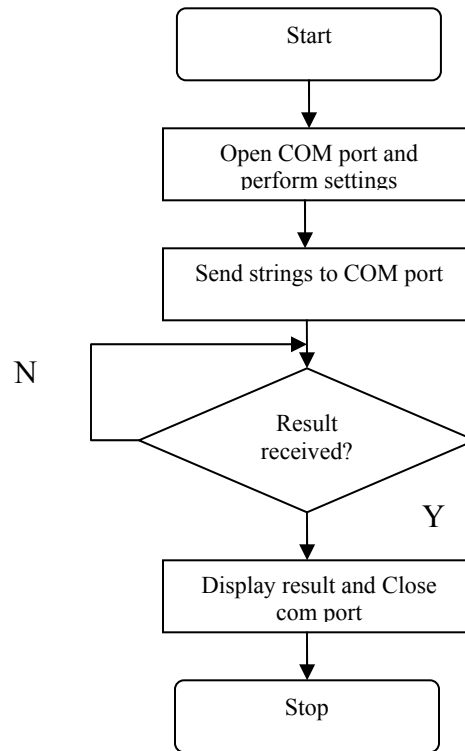 Start
Open COM port and
perform settings
Send strings to COM port
N
Result
received?
Y
Display result and Close
com port
Stop